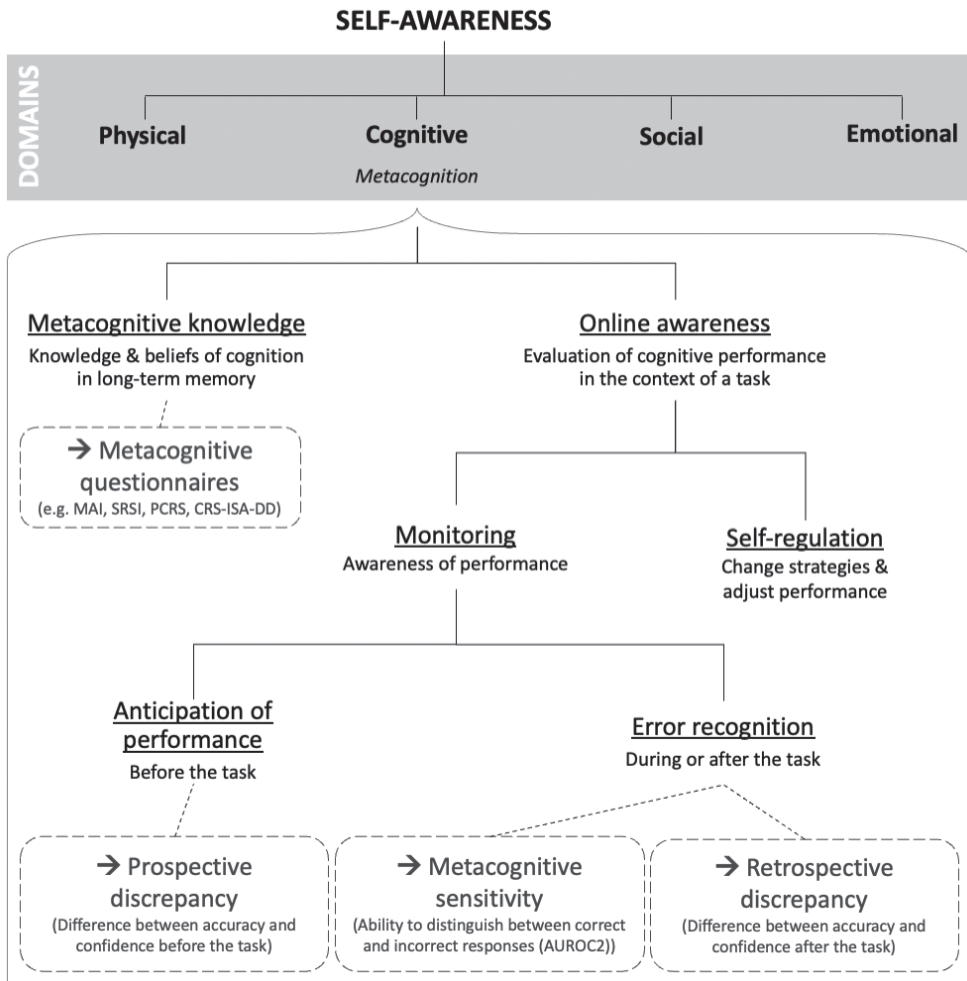 SELF-AWARENESS
DOMAINS
Physical
Cognitive
Social
Emotional
Metacognition
Metacognitive knowledge
Knowledge & beliefs of cognition
in long-term memory
→ Metacognitive
questionnaires
(e.g. MAI, SRSI, PCRS, CRS-ISA-DD)
Online awareness
Evaluation of cognitive performance
in the context of a task
Monitoring
Awareness of performance
Self-regulation
Change strategies &
adjust performance
Anticipation of
performance
Before the task
Error recognition
During or after the task
→ Prospective
discrepancy
(Difference between accuracy and
confidence before the task)
→ Metacognitive
sensitivity
(Ability to distinguish between correct
and incorrect responses (AUROC2))
→ Retrospective
discrepancy
(Difference between accuracy and
confidence after the task)